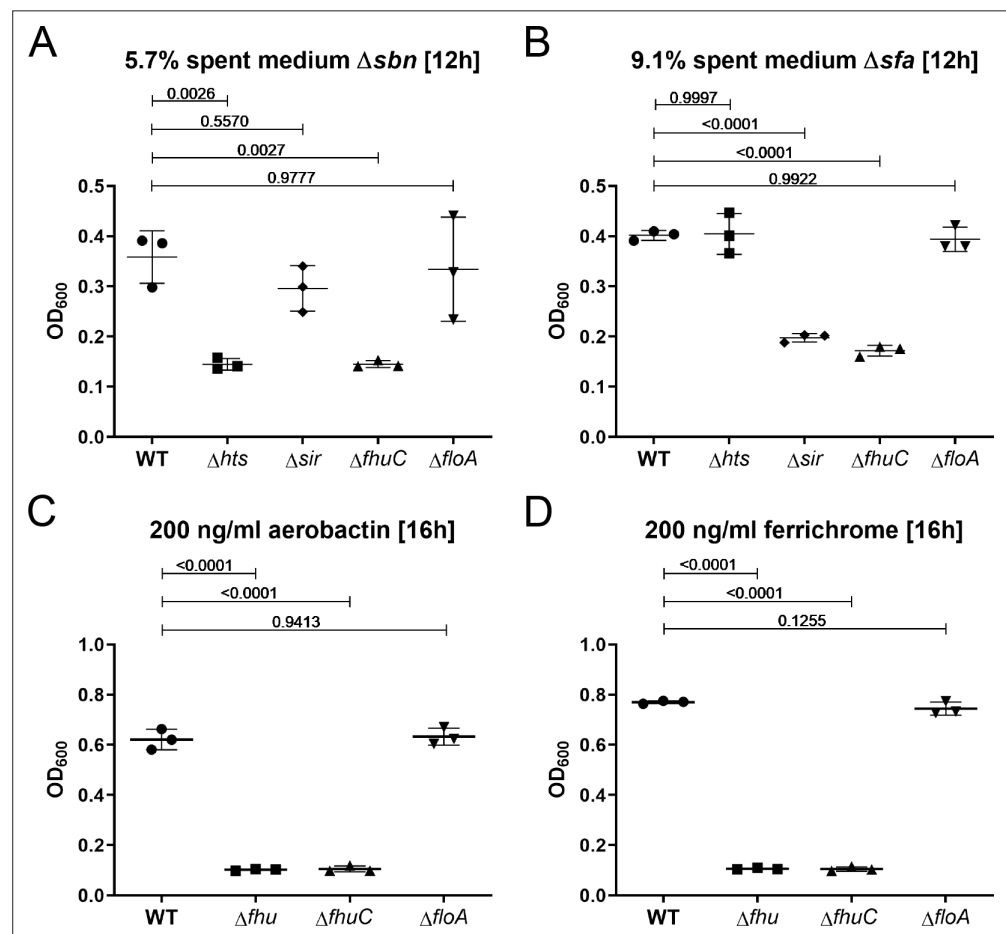 A
5.7% spent medium Δsbn [12h]
0.0026
0.5570
0.0027
0.9777
0.5
0.4
0.3
0.2
0.1
0.0
OD600
WT Δhts Δsir ΔfhuC ΔfloA
B
9.1% spent medium Δsfa [12h]
0.9997
<0.0001
<0.0001
0.9922
0.5
0.4
0.3
0.2
0.1
0.0
OD600
WT Δhts Δsir ΔfhuC ΔfloA
C
200 ng/ml aerobactin [16h]
<0.0001
<0.0001
0.9413
1.0
0.8
0.6
0.4
0.2
0.0
OD600
WT Δfhu ΔfhuC ΔfloA
D
200 ng/ml ferrichrome [16h]
<0.0001
<0.0001
0.1255
1.0
0.8
0.6
0.4
0.2
0.0
OD600
WT Δfhu ΔfhuC ΔfloA